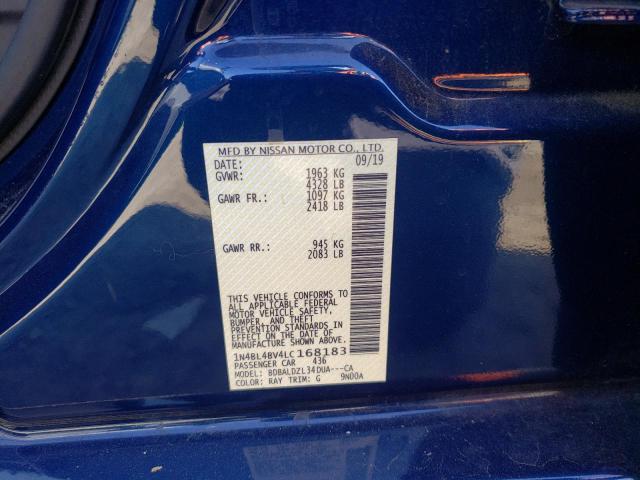 MFD BY NISSAN MOTOR CO., LTD.
DATE: 09/19
GVWR: 1963 KG
4328 LB
GAWR FR.: 1097 KG
2418 LB
GAWR RR.: 945 KG
2083 LB
THIS VEHICLE CONFORMS TO
ALL APPLICABLE FEDERAL
MOTOR VEHICLE SAFETY,
BUMPER, AND THEFT
PREVENTION STANDARDS
IN EFFECT ON THE DATE OF
MANUFACTURE SHOWN ABOVE.
1N4BL4BV4LC168183
PASSENGER CAR 436
MODEL: BDBALDZL34DUA---CA
COLOR: RAY TRIM: G 9N00A